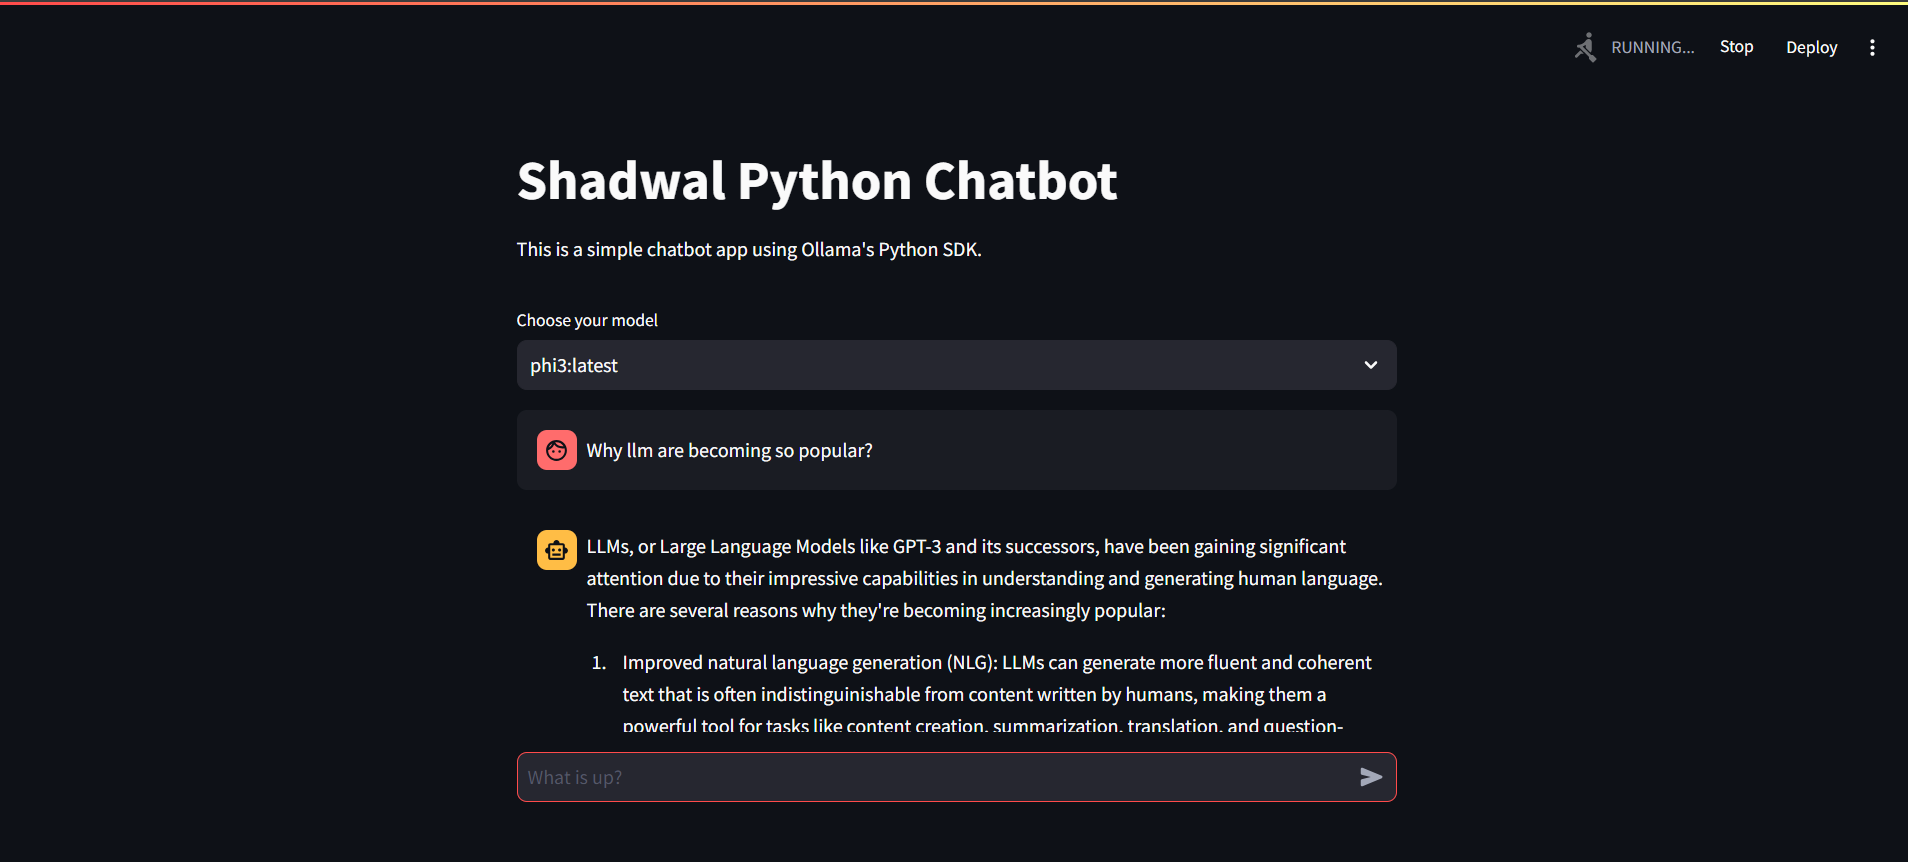 RUNNING...
Stop
Deploy
Shadwal Python Chatbot
This is a simple chatbot app using Ollama's Python SDK.
Choose your model
phi3:latest
Why llm are becoming so popular?
LLMs, or Large Language Models like GPT-3 and its successors, have been gaining significant
attention due to their impressive capabilities in understanding and generating human language.
There are several reasons why they're becoming increasingly popular:
1. Improved natural language generation (NLG): LLMs can generate more fluent and coherent
text that is often indistinguinishable from content written by humans, making them a
powerful tool for tasks like content creation, summarization, translation, and question-
What is up?